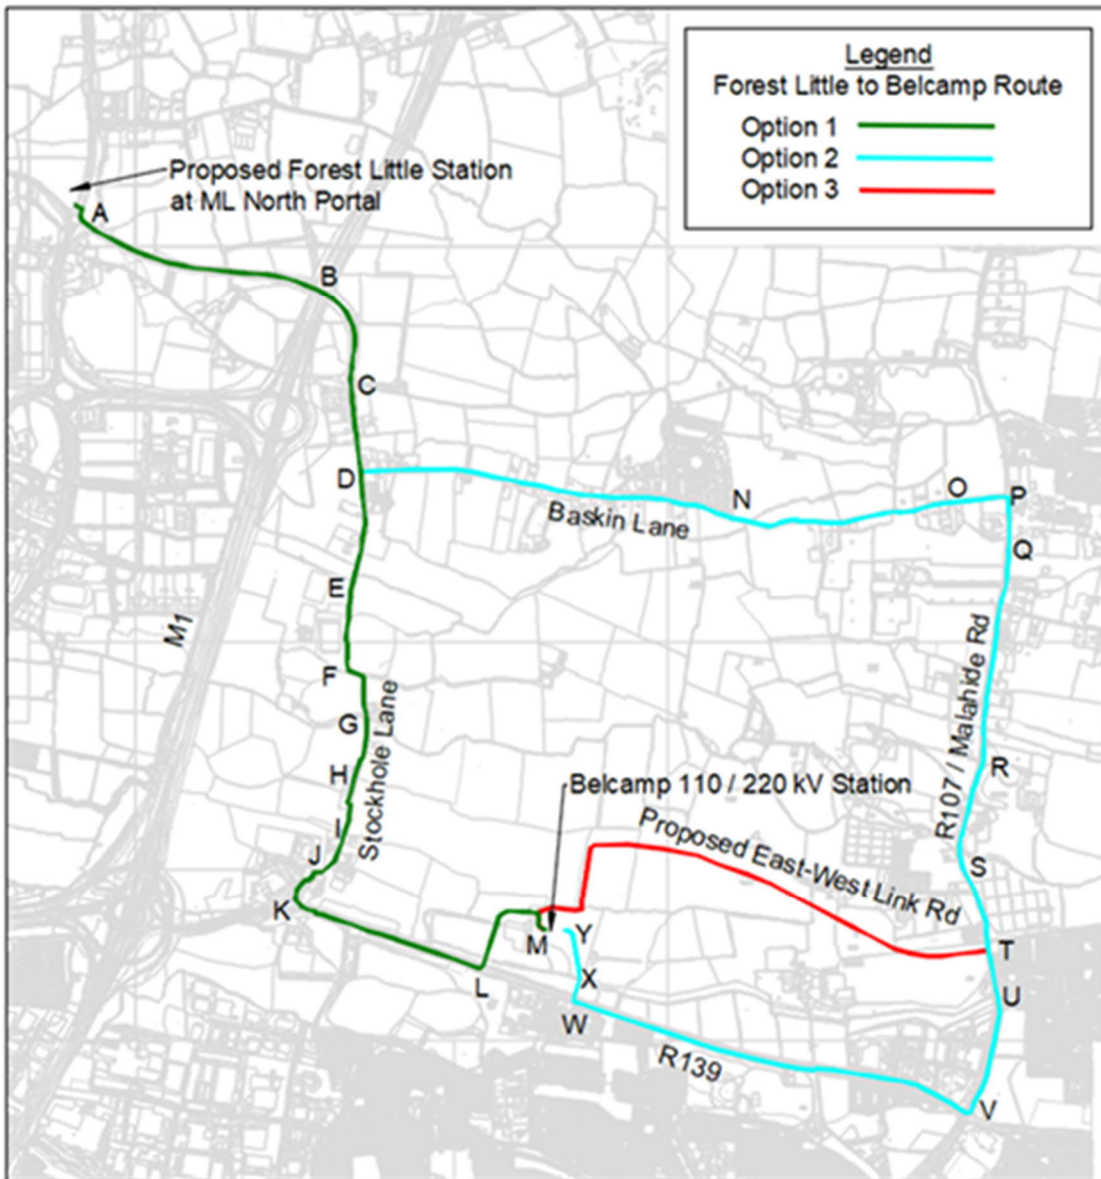 Legend
Forest Little to Belcamp Route
Option 1
Option 2
Option 3
Proposed Forest Little Station
at ML North Portal
A
B
C
D
N
O
P
Baskin Lane
Q
E
M1
F
R107 / Malahide Rd
Stockhole Lane
G
H
R
Belcamp 110 / 220 kV Station
I
Proposed East-West Link Rd
J
S
K
M
Y
T
L
X
U
W
R139
V